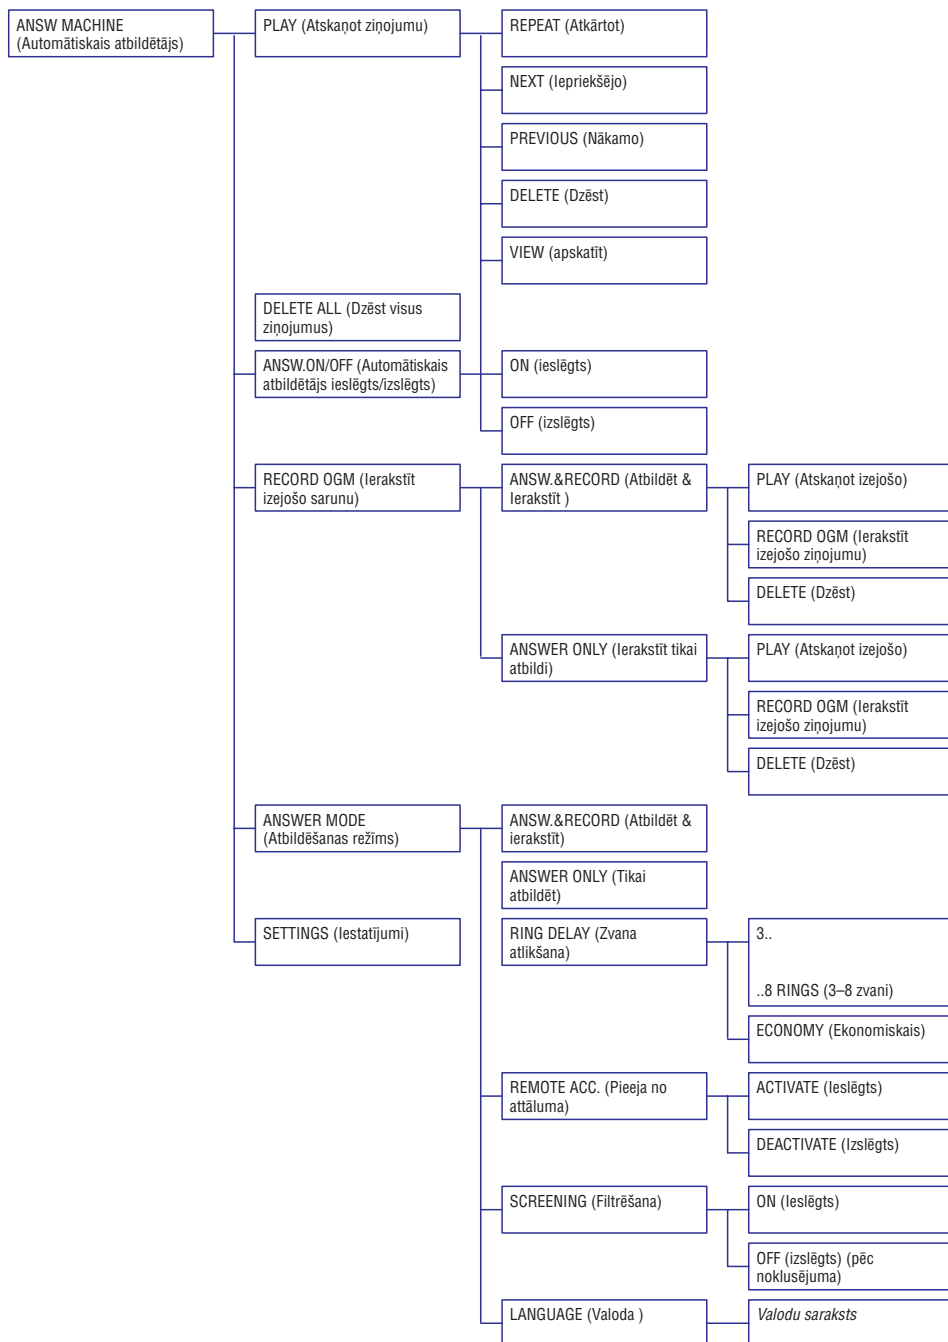 ANSW MACHINE
(Automātiskais atbildētājs)
PLAY (Atskaņot ziņojumu)
REPEAT (Atkārtot)
NEXT (Iepriekšējo)
PREVIOUS (Nākamo)
DELETE (Dzēst)
VIEW (apskatīt)
DELETE ALL (Dzēst visus
ziņojumus)
ANSW.ON/OFF (Automātiskais
atbildētājs ieslēgts/izslēgts)
ON (ieslēgts)
OFF (izslēgts)
RECORD OGM (Ierakstīt
izejošo sarunu)
ANSW.&RECORD (Atbildēt &
Ierakstīt )
PLAY (Atskaņot izejošo)
RECORD OGM (Ierakstīt
izejošo ziņojumu)
DELETE (Dzēst)
ANSWER ONLY (Ierakstīt tikai
atbildi)
PLAY (Atskaņot izejošo)
RECORD OGM (Ierakstīt
izejošo ziņojumu)
DELETE (Dzēst)
ANSWER MODE
(Atbildēšanas režīms)
ANSW.&RECORD (Atbildēt &
ierakstīt)
ANSWER ONLY (Tikai
atbildēt)
SETTINGS (Iestatījumi)
RING DELAY (Zvana
atlikšana)
3..
..8 RINGS (3–8 zvani)
ECONOMY (Ekonomiskais)
REMOTE ACC. (Pieeja no
attāluma)
ACTIVATE (Ieslēgts)
DEACTIVATE (Izslēgts)
SCREENING (Filtrēšana)
ON (Ieslēgts)
OFF (izslēgts) (pēc
noklusējuma)
LANGUAGE (Valoda )
Valodu saraksts